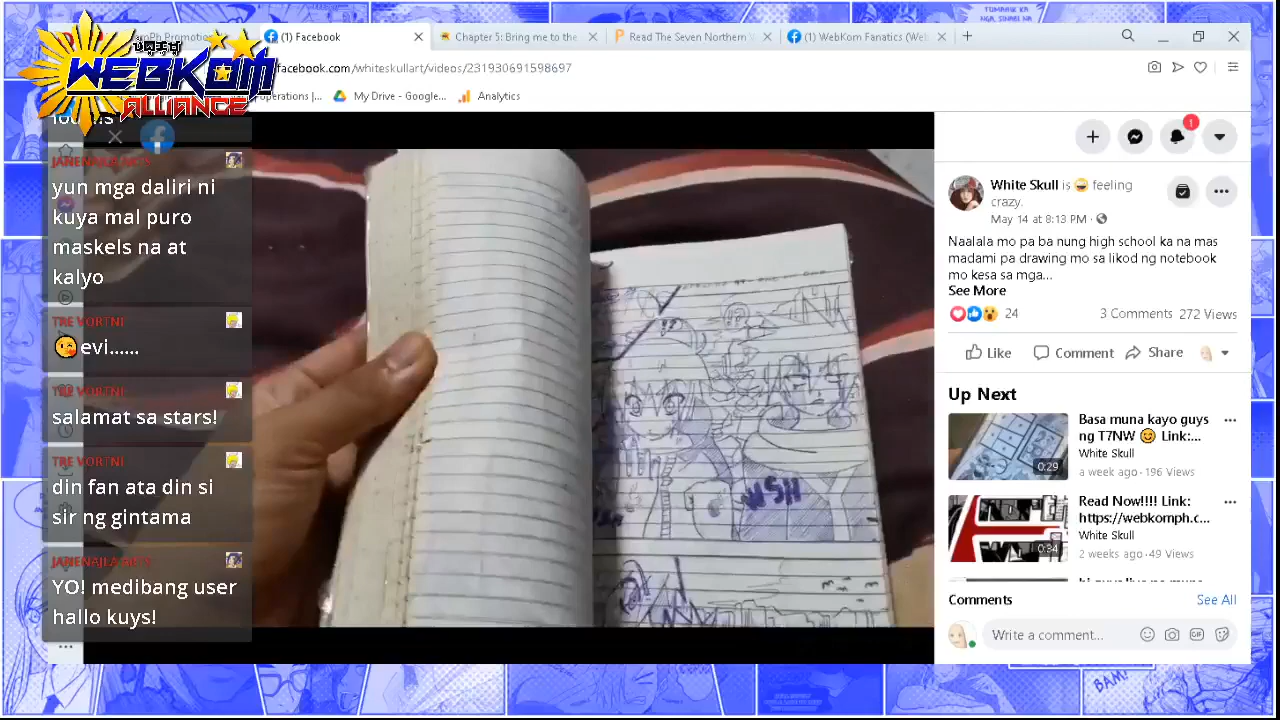 WEBKOM
ALLIANCE
(1) Facebook
Chapter 5: Bring me to the
Read The Seven Northern
(1) WebKom Fanatics (Web
facebook.com/whiteskullart/videos/231930691598697
My Drive - Google...
Analytics
yun mga daliri ni
kuya mal puro
maskels na at
kalyo
TRE VORTNI
evi......
TRE VORTNI
salamat sa stars!
TRE VORTNI
din fan ata din si
sir ng gintama
YO! medibang user
hallo kuys!
1
White Skull is feeling
crazy.
May 14 at 8:13 PM
Naalala mo pa ba nung high school ka na mas
madami pa drawing mo sa likod ng notebook
mo kesa sa mga...
See More
24
3 Comments 272 Views
Like
Comment
Share
Up Next
Basa muna kayo guys
ng T7NW
Link:...
White Skull
a week ago · 196 Views
0:29
Read Now!!!! Link:
https://webkomph.c...
White Skull
2 weeks ago · 49 Views
0:34
Comments
See All
Write a comment...
GIF
BAM!